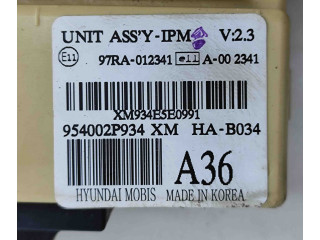 UNIT ASS'Y-IPM V:2.3
E11 97RA-012341 e11 A-00 2341
XM934E5E0991
954002P934 XM HA-B034
A36
HYUNDAI MOBIS MADE IN KOREA